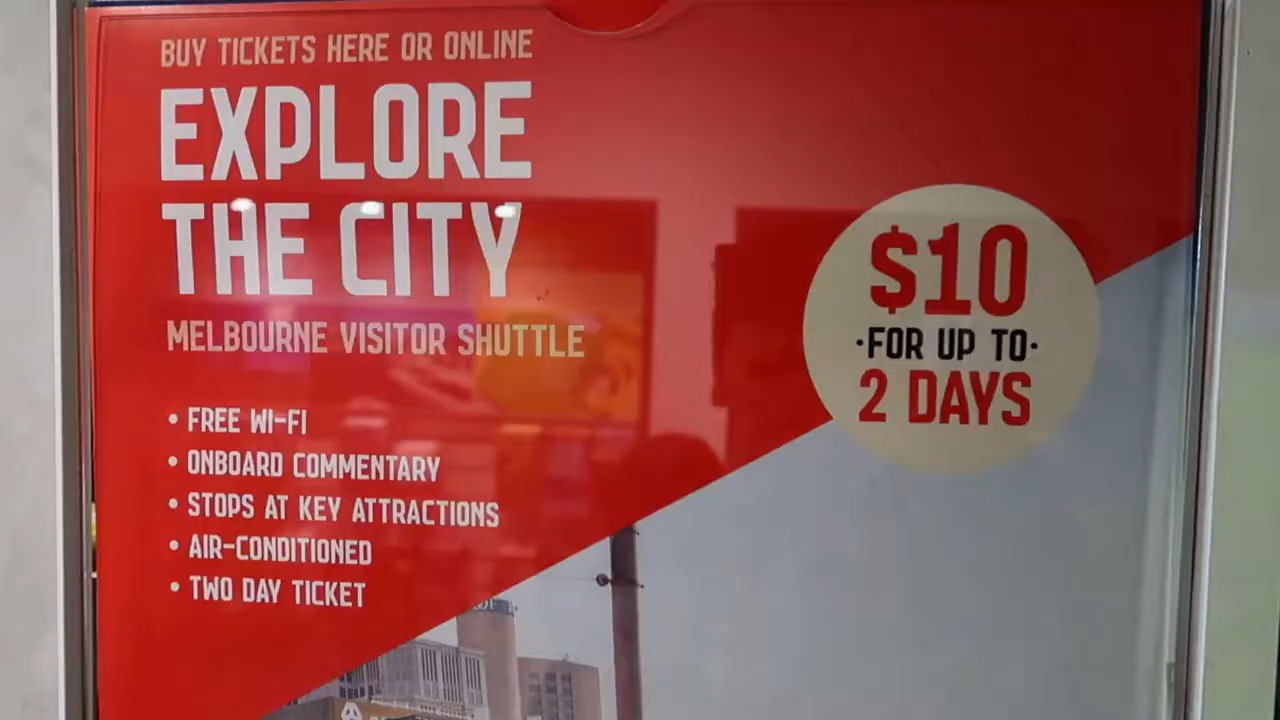 BUY TICKETS HERE OR ONLINE
EXPLORE
THE CITY
MELBOURNE VISITOR SHUTTLE
• FREE WI-FI
• ONBOARD COMMENTARY
• STOPS AT KEY ATTRACTIONS
• AIR-CONDITIONED
• TWO DAY TICKET
$10
·FOR UP TO·
2 DAYS